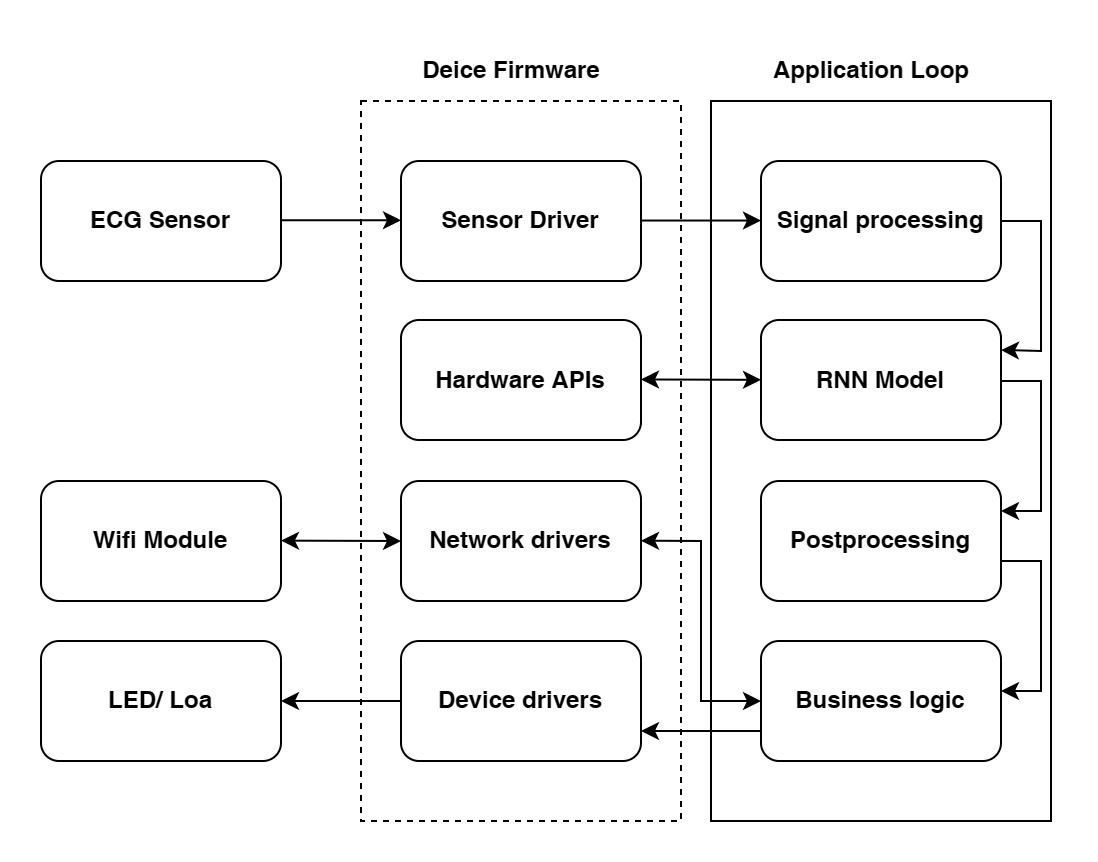 Deice Firmware
Application Loop
ECG Sensor
Sensor Driver
Signal processing
Hardware APIs
RNN Model
Wifi Module
Network drivers
Postprocessing
LED/ Loa
Device drivers
Business logic